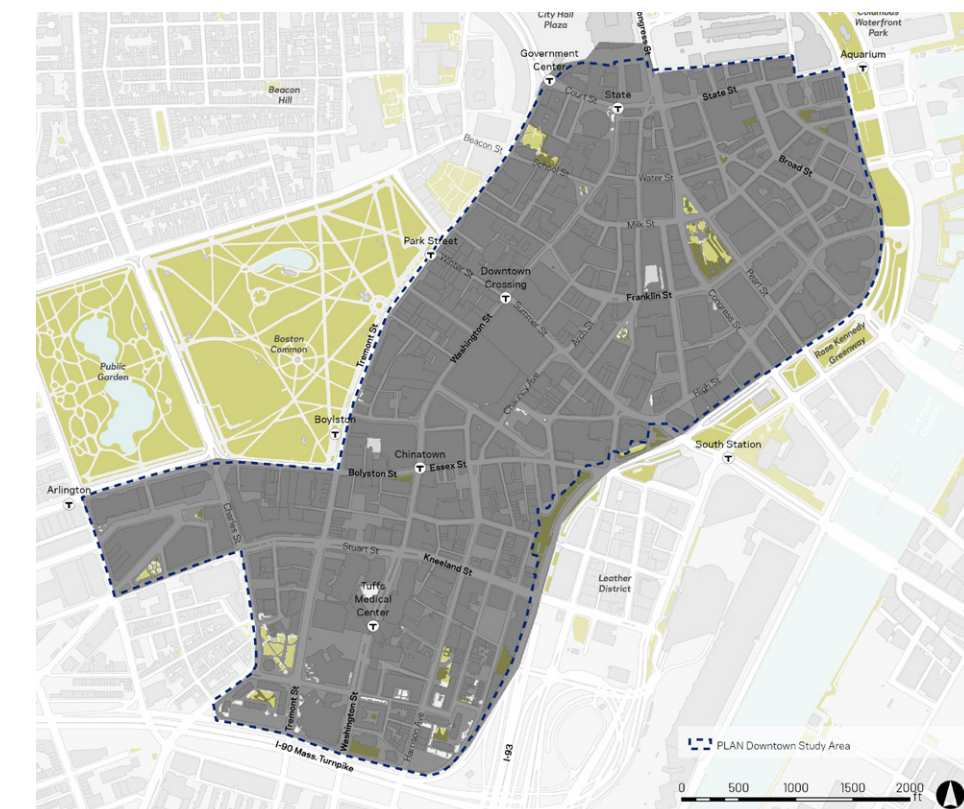 City Hall
Plaza
Congress St
Columbus
Waterfront
Park
Government
Center
Aquarium
Beacon
Hill
Court St
State
State St
Beacon St
School St
Water St
Broad St
Milk St
Park Street
Winter St
Downtown
Crossing
Franklin St
Pearl St
Congress St
Summer St
Arch St
Washington St
Tremont St
Boston
Common
Public
Garden
Rose Kennedy
Greenway
High St
Chauncy Ave
Boylston
South Station
Chinatown
Essex St
Bolyston St
Arlington
Charles St
Stuart St
Kneeland St
Leather
District
Tufts
Medical
Center
Tremont St
Washington St
Harrison Ave
I-90 Mass. Turnpike
I-93
PLAN Downtown Study Area
0 500 1000 1500 2000
ft